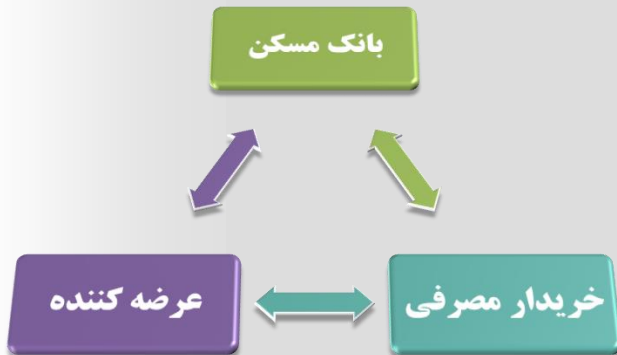 بانک مسکن
خریدار مصرفی
عرضه کننده